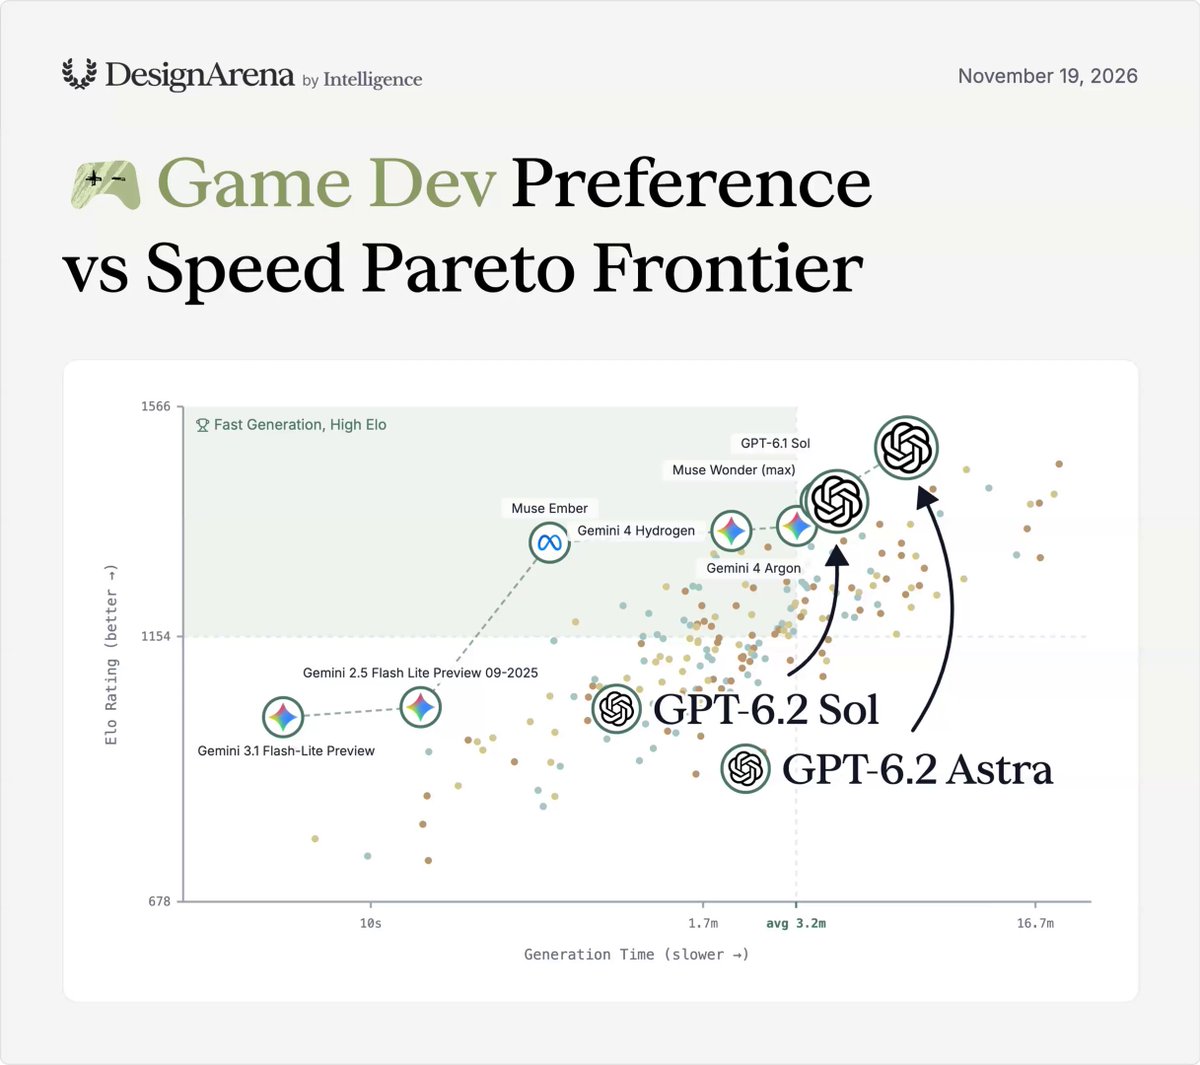 DesignArena by Intelligence
November 19, 2026
Game Dev Preference
vs Speed Pareto Frontier
1566
Fast Generation, High Elo
GPT-6.1 Sol
Muse Wonder (max)
Muse Ember
Gemini 4 Hydrogen
Gemini 4 Argon
Elo Rating (better →)
1154
Gemini 2.5 Flash Lite Preview 09-2025
GPT-6.2 Sol
Gemini 3.1 Flash-Lite Preview
GPT-6.2 Astra
678
10s
1.7m
avg 3.2m
16.7m
Generation Time (slower →)